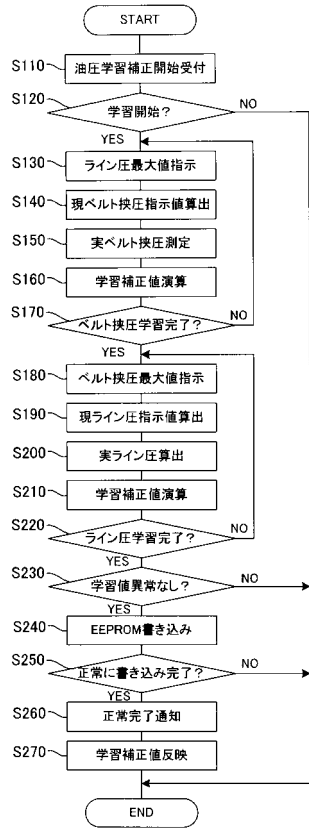 START
S110
油圧学習補正開始受付
S120
学習開始?
NO
YES
S130
ライン圧最大値指示
S140
現ベルト挟圧指示値算出
S150
実ベルト挟圧測定
S160
学習補正値演算
S170
ベルト挟圧学習完了?
NO
YES
S180
ベルト挟圧最大値指示
S190
現ライン圧指示値算出
S200
実ライン圧算出
S210
学習補正値演算
S220
ライン圧学習完了?
NO
YES
S230
学習値異常なし?
NO
YES
S240
EEPROM書き込み
S250
正常に書き込み完了?
NO
YES
S260
正常完了通知
S270
学習補正値反映
END